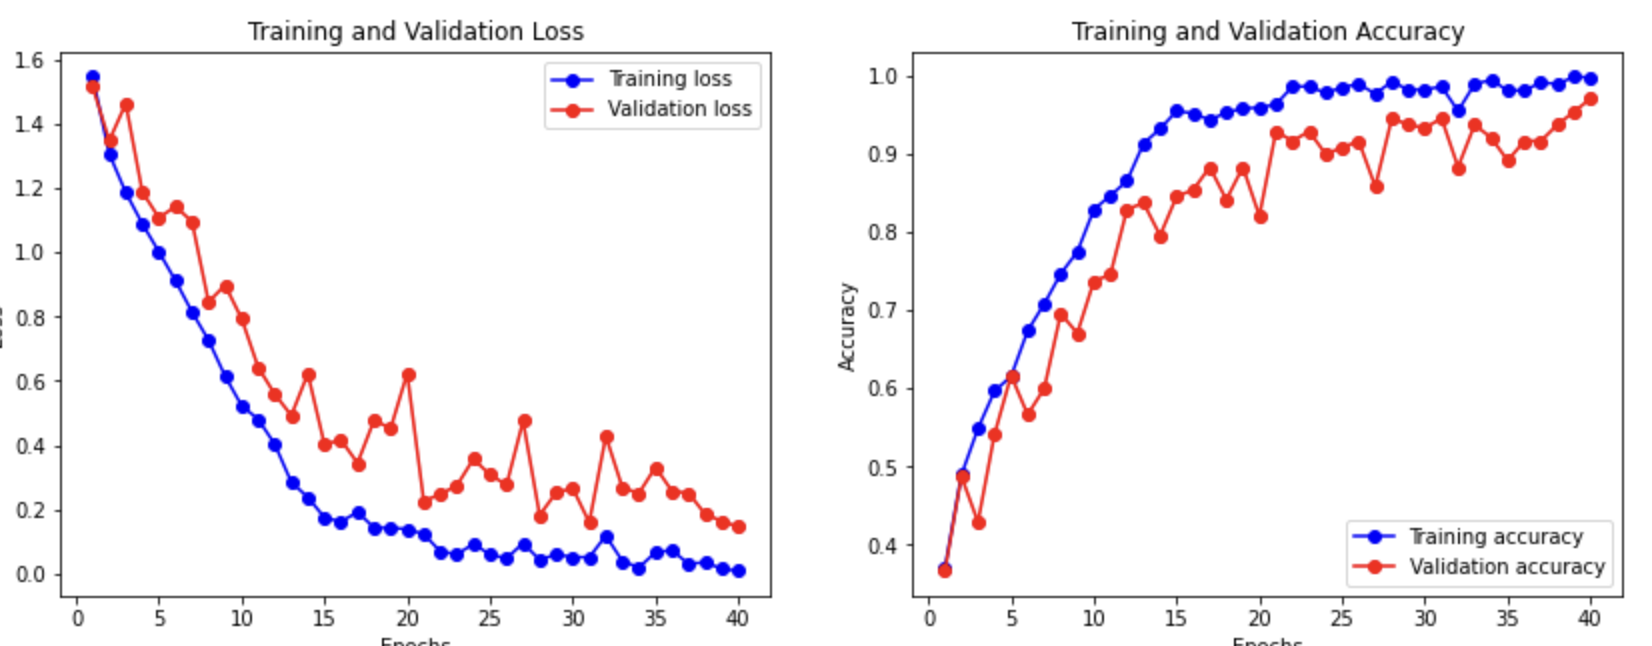 Training and Validation Loss
1.6
1.4
1.2
1.0
0.8
0.6
0.4
0.2
0.0
Training loss
Validation loss
0 5 10 15 20 25 30 35 40
Epochs
Training and Validation Accuracy
Accuracy
1.0
0.9
0.8
0.7
0.6
0.5
0.4
Training accuracy
Validation accuracy
0 5 10 15 20 25 30 35 40
Epochs